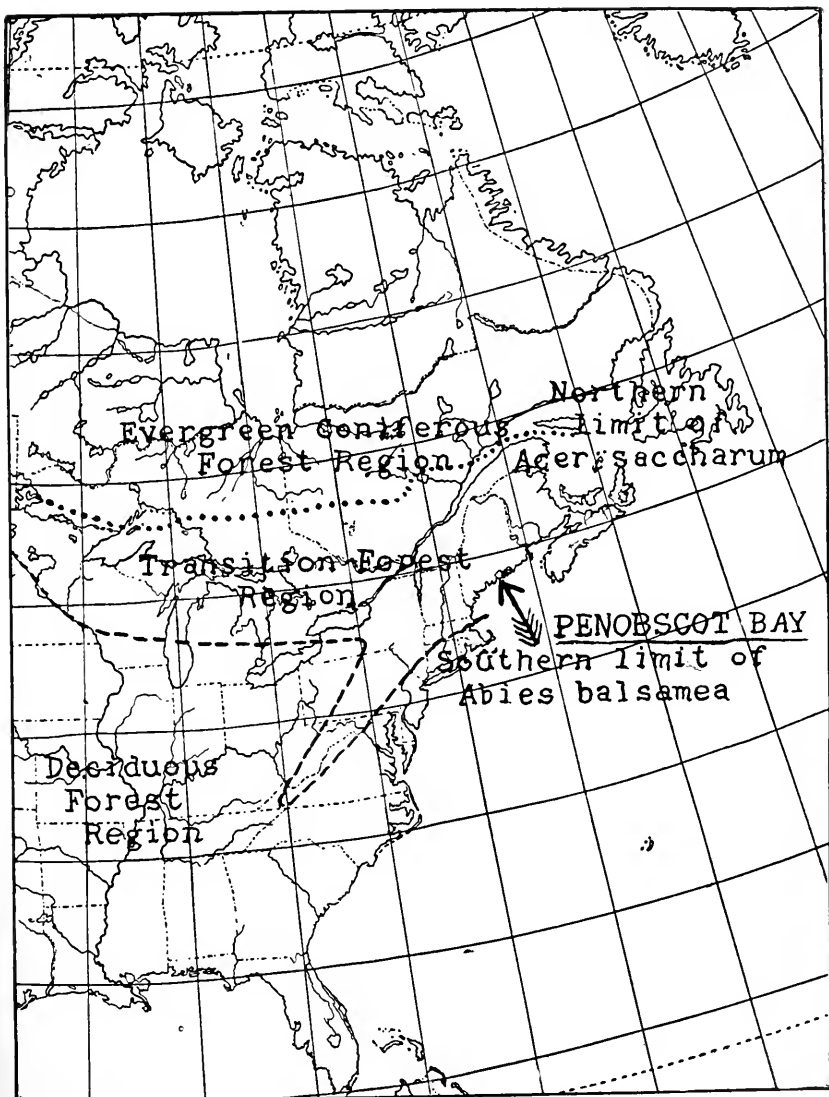 Northern
limit of
Acer saccharum
Evergreen Coniferous
Forest Region
Transition Forest
Region
PENOBSCOT BAY
Southern limit of
Abies balsamea
Deciduous
Forest
Region